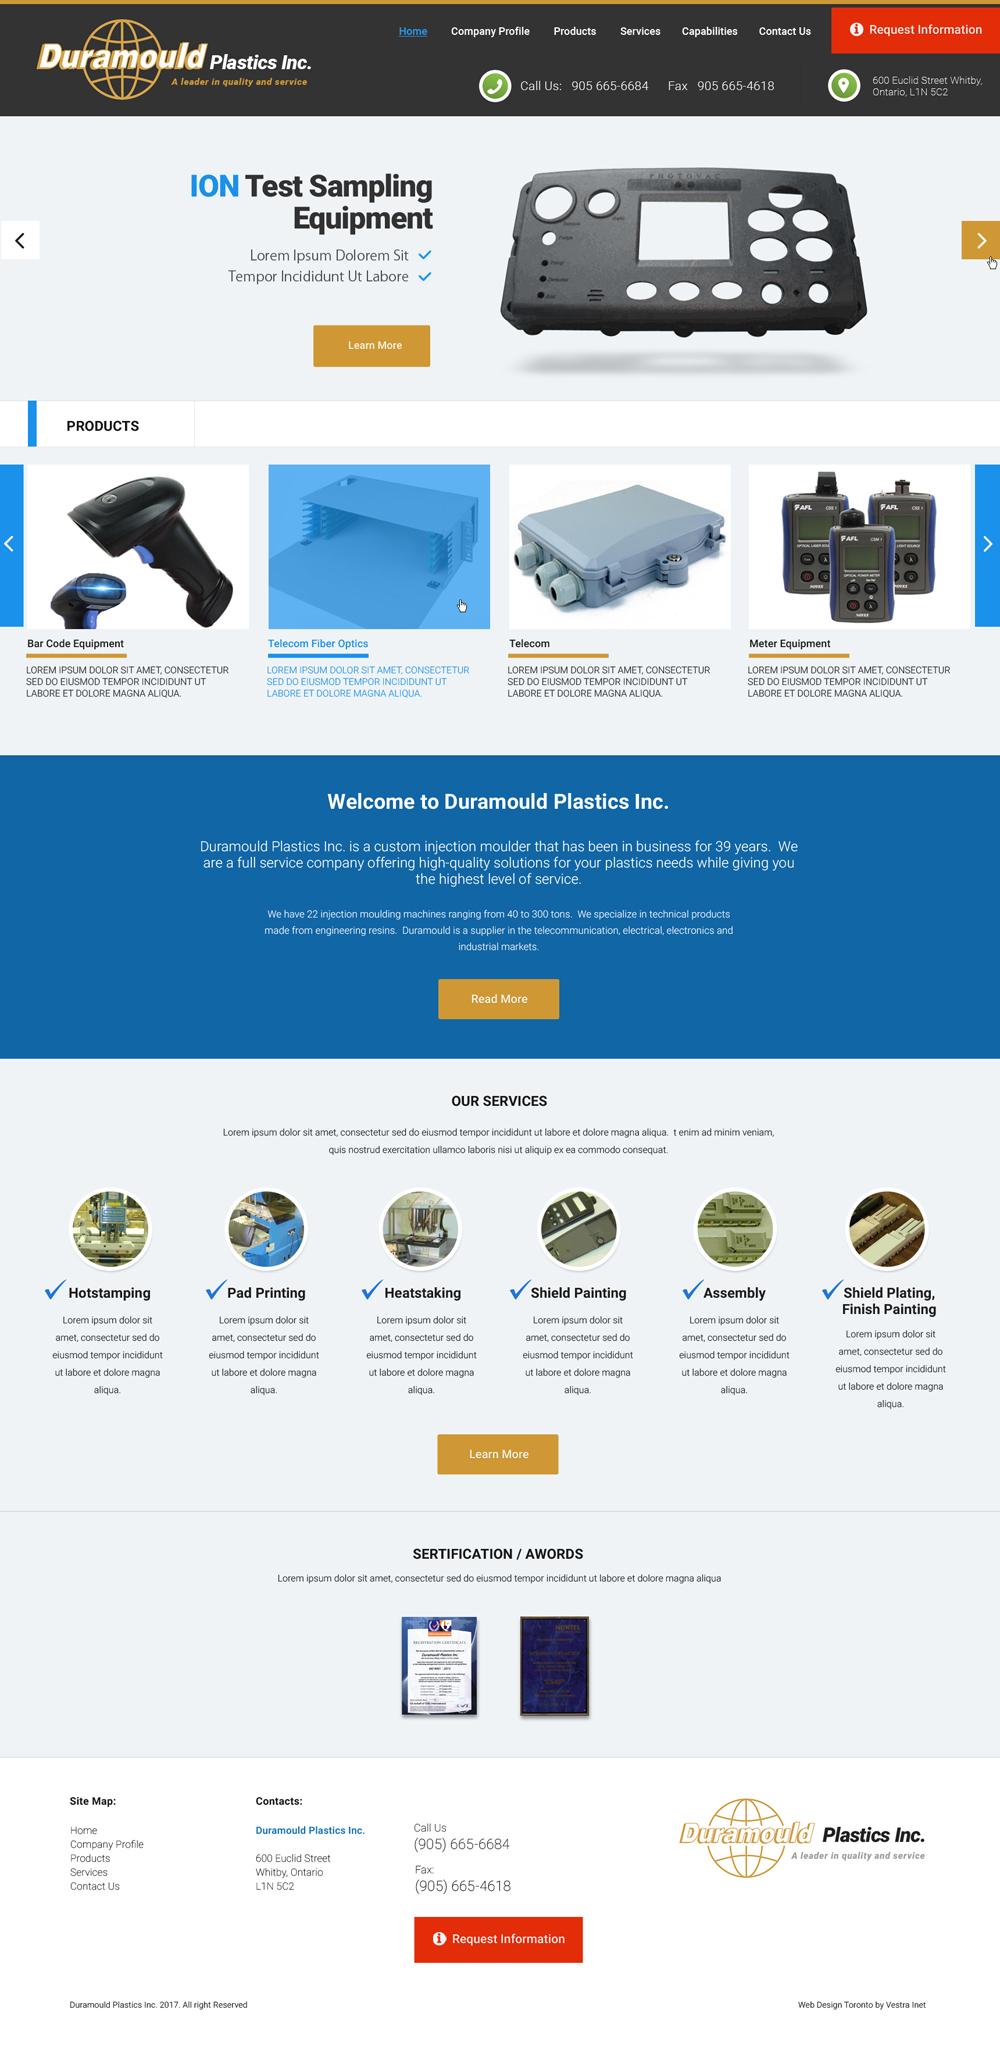 Home Company Profile Products Services Capabilities Contact Us Request Information
Duramould Plastics Inc.
A leader in quality and service
Call Us: 905 665-6684 Fax 905 665-4618
600 Euclid Street Whitby,
Ontario, L1N 5C2
ION Test Sampling
Equipment
Lorem Ipsum Dolorem Sit
Tempor Incididunt Ut Labore
Learn More
PHOTOVAC
PRODUCTS
AFL
AFL
AFL
Bar Code Equipment
LOREM IPSUM DOLOR SIT AMET, CONSECTETUR
SED DO EIUSMOD TEMPOR INCIDIDUNT UT
LABORE ET DOLORE MAGNA ALIQUA.
Telecom Fiber Optics
LOREM IPSUM DOLOR SIT AMET, CONSECTETUR
SED DO EIUSMOD TEMPOR INCIDIDUNT UT
LABORE ET DOLORE MAGNA ALIQUA.
Telecom
LOREM IPSUM DOLOR SIT AMET, CONSECTETUR
SED DO EIUSMOD TEMPOR INCIDIDUNT UT
LABORE ET DOLORE MAGNA ALIQUA.
Meter Equipment
LOREM IPSUM DOLOR SIT AMET, CONSECTETUR
SED DO EIUSMOD TEMPOR INCIDIDUNT UT
LABORE ET DOLORE MAGNA ALIQUA.
Welcome to Duramould Plastics Inc.
Duramould Plastics Inc. is a custom injection moulder that has been in business for 39 years. We
are a full service company offering high-quality solutions for your plastics needs while giving you
the highest level of service.
We have 22 injection moulding machines ranging from 40 to 300 tons. We specialize in technical products
made from engineering resins. Duramould is a supplier in the telecommunication, electrical, electronics and
industrial markets.
Read More
OUR SERVICES
Lorem ipsum dolor sit amet, consectetur sed do eiusmod tempor incididunt ut labore et dolore magna aliqua. t enim ad minim veniam,
quis nostrud exercitation ullamco laboris nisi ut aliquip ex ea commodo consequat.
Hotstamping
Lorem ipsum dolor sit
amet, consectetur sed do
eiusmod tempor incididunt
ut labore et dolore magna
aliqua.
Pad Printing
Lorem ipsum dolor sit
amet, consectetur sed do
eiusmod tempor incididunt
ut labore et dolore magna
aliqua.
Heatstaking
Lorem ipsum dolor sit
amet, consectetur sed do
eiusmod tempor incididunt
ut labore et dolore magna
aliqua.
Shield Painting
Lorem ipsum dolor sit
amet, consectetur sed do
eiusmod tempor incididunt
ut labore et dolore magna
aliqua.
Assembly
Lorem ipsum dolor sit
amet, consectetur sed do
eiusmod tempor incididunt
ut labore et dolore magna
aliqua.
Shield Plating,
Finish Painting
Lorem ipsum dolor sit
amet, consectetur sed do
eiusmod tempor incididunt
ut labore et dolore magna
aliqua.
Learn More
SERTIFICATION / AWORDS
Lorem ipsum dolor sit amet, consectetur sed do eiusmod tempor incididunt ut labore et dolore magna aliqua
REGISTRATION CERTIFICATE
Duramould Plastics Inc
NORTEL
Site Map:
Home
Company Profile
Products
Services
Contact Us
Contacts:
Duramould Plastics Inc.
600 Euclid Street
Whitby, Ontario
L1N 5C2
Call Us
(905) 665-6684
Fax:
(905) 665-4618
Request Information
Duramould Plastics Inc.
A leader in quality and service
Duramould Plastics Inc. 2017. All right Reserved
Web Design Toronto by Vestra Inet